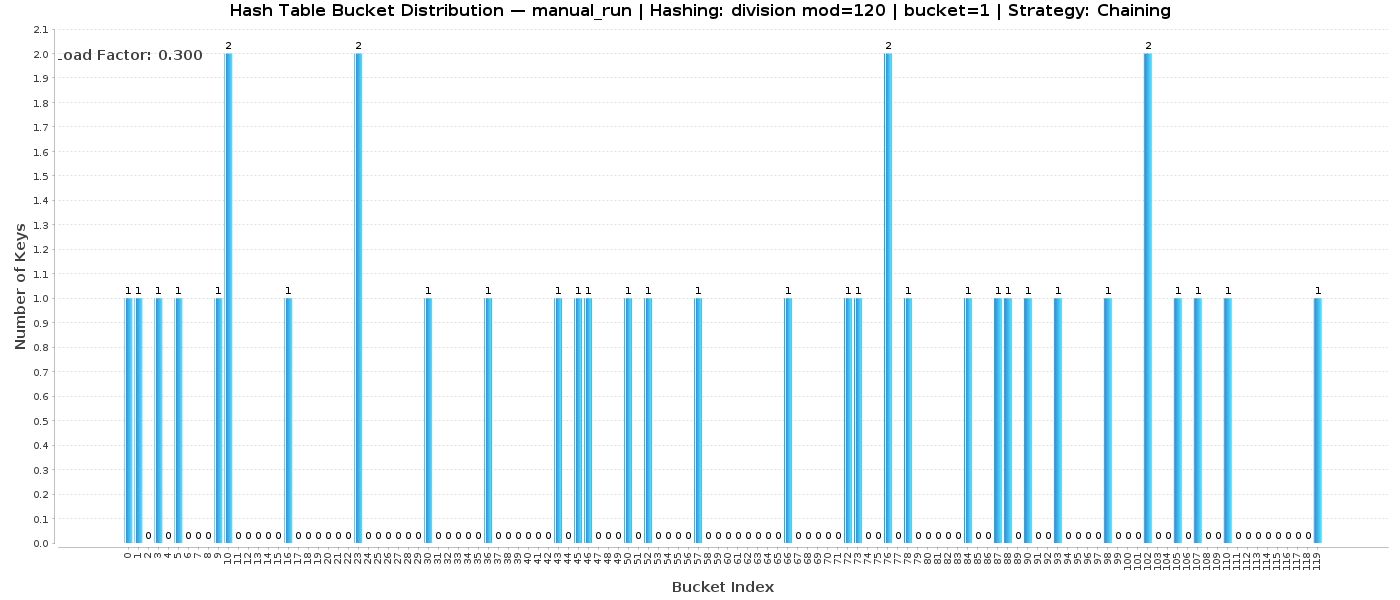 Hash Table Bucket Distribution — manual_run | Hashing: division mod=120 | bucket=1 | Strategy: Chaining
Load Factor: 0.300
Number of Keys
2.1
2.0
1.9
1.8
1.7
1.6
1.5
1.4
1.3
1.2
1.1
1.0
0.9
0.8
0.7
0.6
0.5
0.4
0.3
0.2
0.1
0.0
2 2 2 2
1 1 1 1 1 1 1 1 1 1 1 1 1 1 1 1 1 1 1 1 1 1 1 1 1 1 1 1
0 0 0 0 0 0 0 0 0 0 0 0 0 0 0 0 0 0 0 0 0 0 0 0 0 0 0 0 0 0 0 0 0 0 0 0 0 0 0 0 0 0 0 0 0 0 0 0 0 0 0 0 0 0 0 0 0 0 0 0 0 0 0 0 0 0 0 0 0 0 0 0 0 0 0 0 0 0 0 0 0 0 0 0 0 0 0 0
0 1 2 3 4 5 6 7 8 9 10 11 12 13 14 15 16 17 18 19 20 21 22 23 24 25 26 27 28 29 30 31 32 33 34 35 36 37 38 39 40 41 42 43 44 45 46 47 48 49 50 51 52 53 54 55 56 57 58 59 60 61 62 63 64 65 66 67 68 69 70 71 72 73 74 75 76 77 78 79 80 81 82 83 84 85 86 87 88 89 90 91 92 93 94 95 96 97 98 99 100 101 102 103 104 105 106 107 108 109 110 111 112 113 114 115 116 117 118 119
Bucket Index